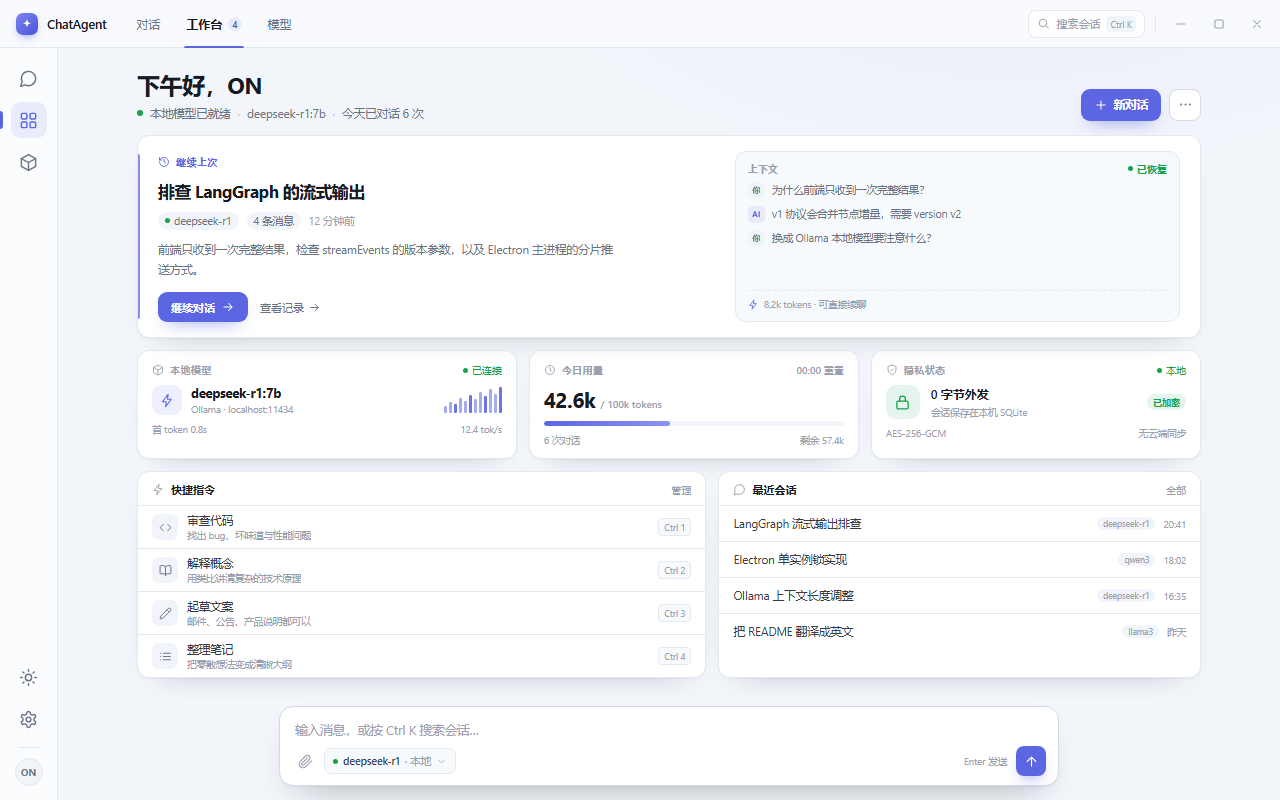 ChatAgent
对话
工作台 4
模型
搜索会话 Ctrl K
下午好，ON
本地模型已就绪 · deepseek-r1:7b · 今天已对话 6 次
新对话
继续上次
排查 LangGraph 的流式输出
deepseek-r1 4 条消息 12 分钟前
前端只收到一次完整结果，检查 streamEvents 的版本参数，以及 Electron 主进程的分片推
送方式。
继续对话 查看记录
上下文 已恢复
你 为什么前端只收到一次完整结果？
AI v1 协议会合并节点增量，需要 version v2
你 换成 Ollama 本地模型要注意什么？
8.2k tokens · 可直接续聊
本地模型 已连接
deepseek-r1:7b
Ollama · localhost:11434
首 token 0.8s 12.4 tok/s
今日用量 00:00 重置
42.6k / 100k tokens
6 次对话 剩余 57.4k
隐私状态 本地
0 字节外发
会话保存在本机 SQLite
已加密
AES-256-GCM 无云端同步
快捷指令 管理
审查代码
找出 bug、坏味道与性能问题
Ctrl 1
解释概念
用类比讲清复杂的技术原理
Ctrl 2
起草文案
邮件、公告、产品说明都可以
Ctrl 3
整理笔记
把零散想法变成清晰大纲
Ctrl 4
最近会话 全部
LangGraph 流式输出排查 deepseek-r1 20:41
Electron 单实例锁实现 qwen3 18:02
Ollama 上下文长度调整 deepseek-r1 16:35
把 README 翻译成英文 llama3 昨天
输入消息，或按 Ctrl K 搜索会话...
deepseek-r1 · 本地
Enter 发送
ON